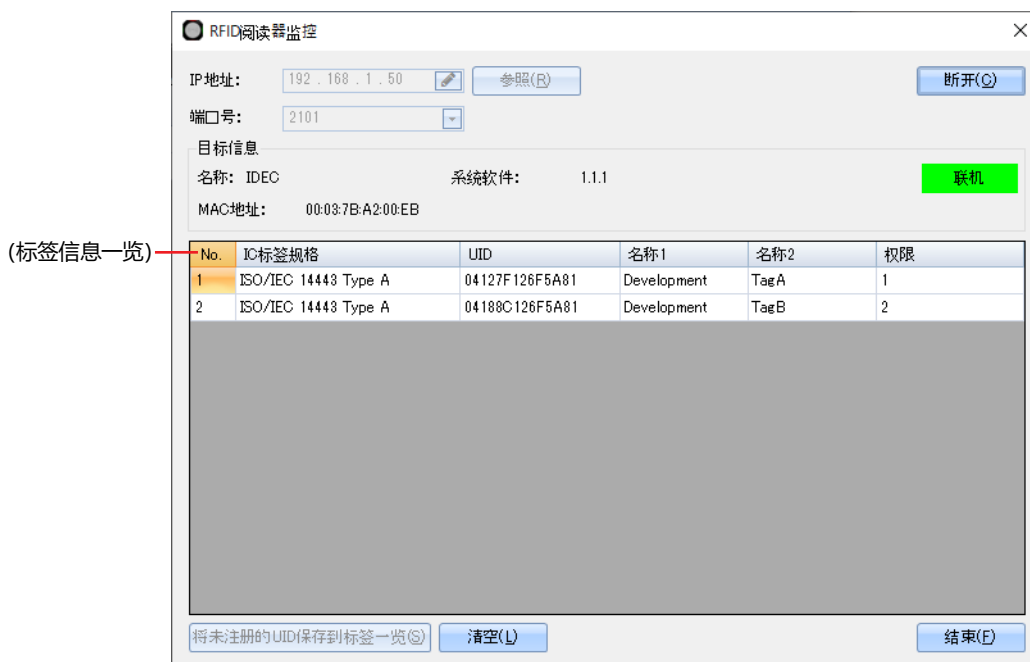 RFID阅读器监控
IP地址： 192 . 168 . 1 . 50 参照(R) 断开(C)
端口号： 2101
目标信息
名称： IDEC 系统软件： 1.1.1 联机
MAC地址： 00:03:7B:A2:00:EB
(标签信息一览)
No. IC标签规格 UID 名称1 名称2 权限
1 ISO/IEC 14443 Type A 04127F126F5A81 Development TagA 1
2 ISO/IEC 14443 Type A 04188C126F5A81 Development TagB 2
将未注册的UID保存到标签一览(S) 清空(L) 结束(F)